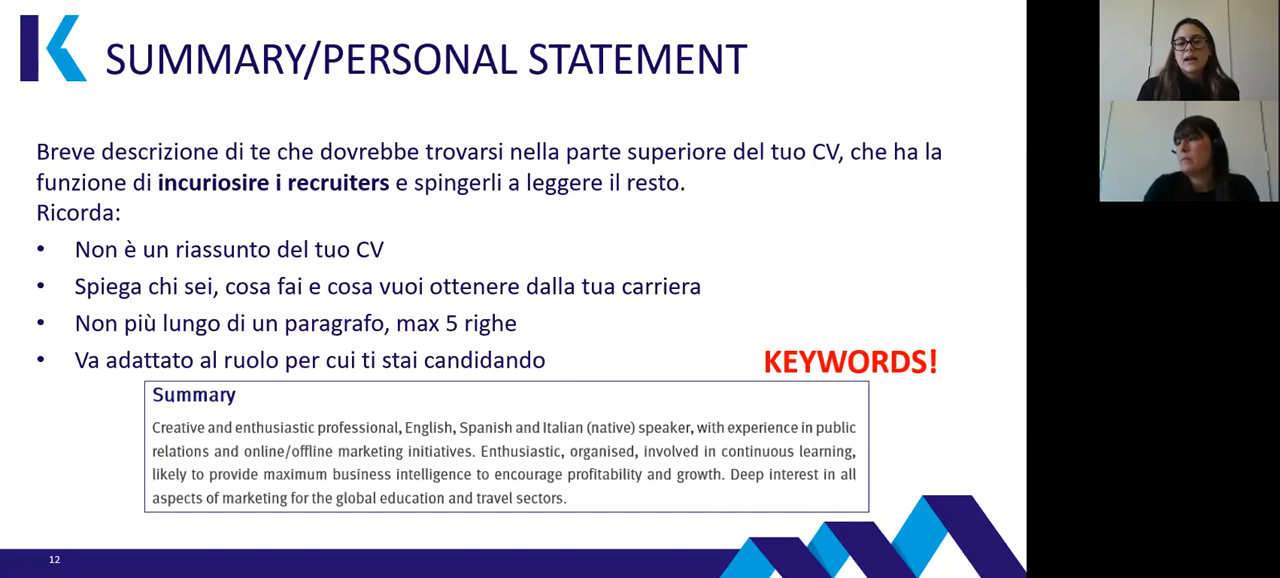 SUMMARY/PERSONAL STATEMENT
Breve descrizione di te che dovrebbe trovarsi nella parte superiore del tuo CV, che ha la
funzione di incuriosire i recruiters e spingerli a leggere il resto.
Ricorda:
• Non è un riassunto del tuo CV
• Spiega chi sei, cosa fai e cosa vuoi ottenere dalla tua carriera
• Non più lungo di un paragrafo, max 5 righe
• Va adattato al ruolo per cui ti stai candidando
KEYWORDS!
Summary
Creative and enthusiastic professional, English, Spanish and Italian (native) speaker, with experience in public
relations and online/offline marketing initiatives. Enthusiastic, organised, involved in continuous learning,
likely to provide maximum business intelligence to encourage profitability and growth. Deep interest in all
aspects of marketing for the global education and travel sectors.
12